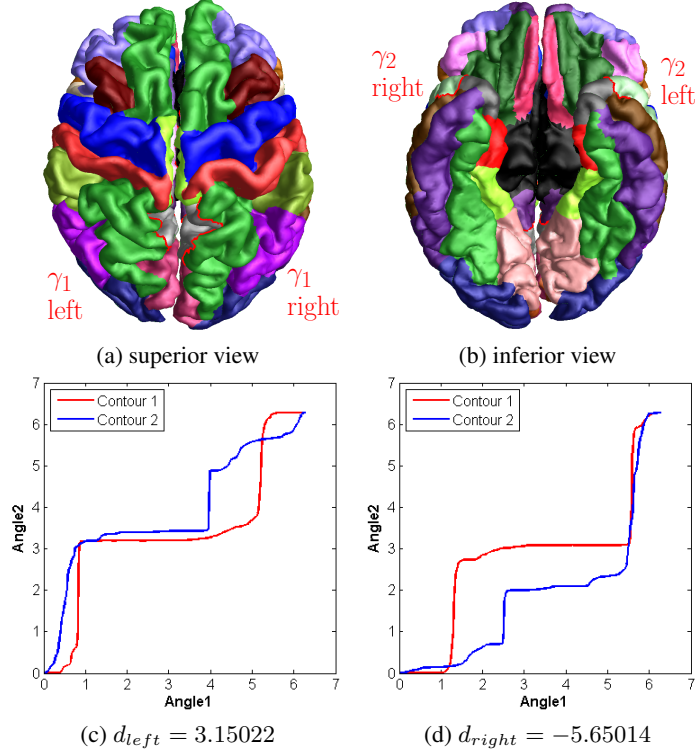 γ₂
right
γ₂
left
γ₁
left
γ₁
right
(a) superior view
(b) inferior view
7
6
5
4
3
2
1
0
Angle2
Contour 1
Contour 2
0 1 2 3 4 5 6 7
Angle1
7
6
5
4
3
2
1
0
Angle2
Contour 1
Contour 2
0 1 2 3 4 5 6 7
Angle1
(c) d_left = 3.15022
(d) d_right = −5.65014